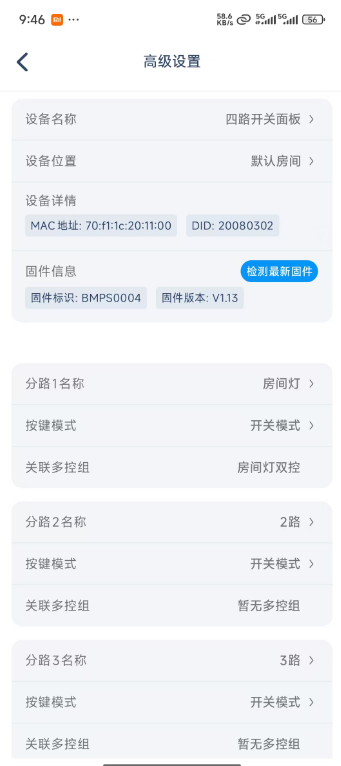 9:46 ··· 58.6 KB/s 5G 5G 56
高级设置
设备名称 四路开关面板
设备位置 默认房间
设备详情
MAC地址: 70:f1:1c:20:11:00 DID: 20080302
固件信息 检测最新固件
固件标识: BMPS0004 固件版本: V1.13
分路1名称 房间灯
按键模式 开关模式
关联多控组 房间灯双控
分路2名称 2路
按键模式 开关模式
关联多控组 暂无多控组
分路3名称 3路
按键模式 开关模式
关联多控组 暂无多控组